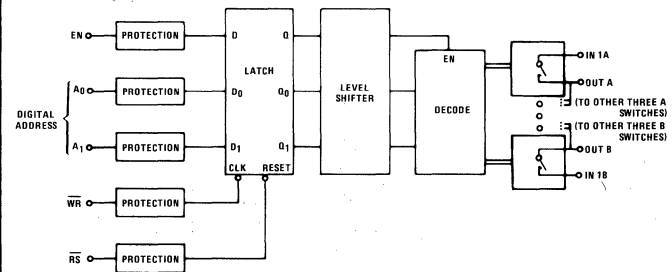 EN PROTECTION D Q
LATCH
A0 PROTECTION D0 Q0
LEVEL
SHIFTER
EN
DECODE
DIGITAL
ADDRESS
A1 PROTECTION D1 Q1
CLK RESET
WR PROTECTION
RS PROTECTION
IN 1A
OUT A
(TO OTHER THREE A
SWITCHES)
(TO OTHER THREE B
SWITCHES)
OUT B
IN 1B